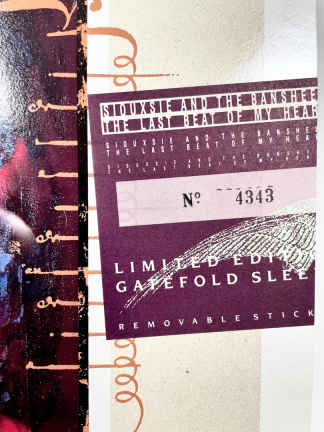 SIOUXSIE AND THE BANSHEE
THE LAST BEAT OF MY HEAR
SIOUXSIE AND THE BANSHEE
THE LAST BEAT OF MY HEAR
Nº 4343
LIMITED EDITI
GATEFOLD SLEE
REMOVABLE STICK